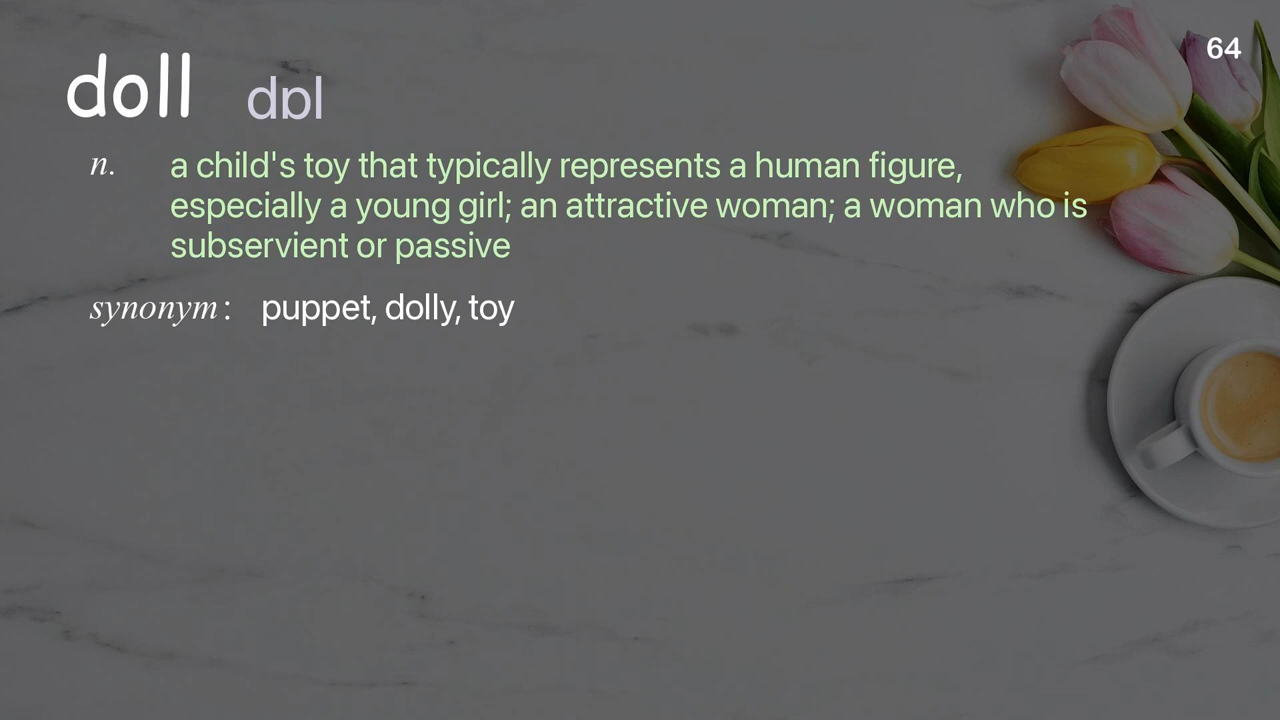 64
doll dɒl
n. a child's toy that typically represents a human figure,
especially a young girl; an attractive woman; a woman who is
subservient or passive
synonym: puppet, dolly, toy